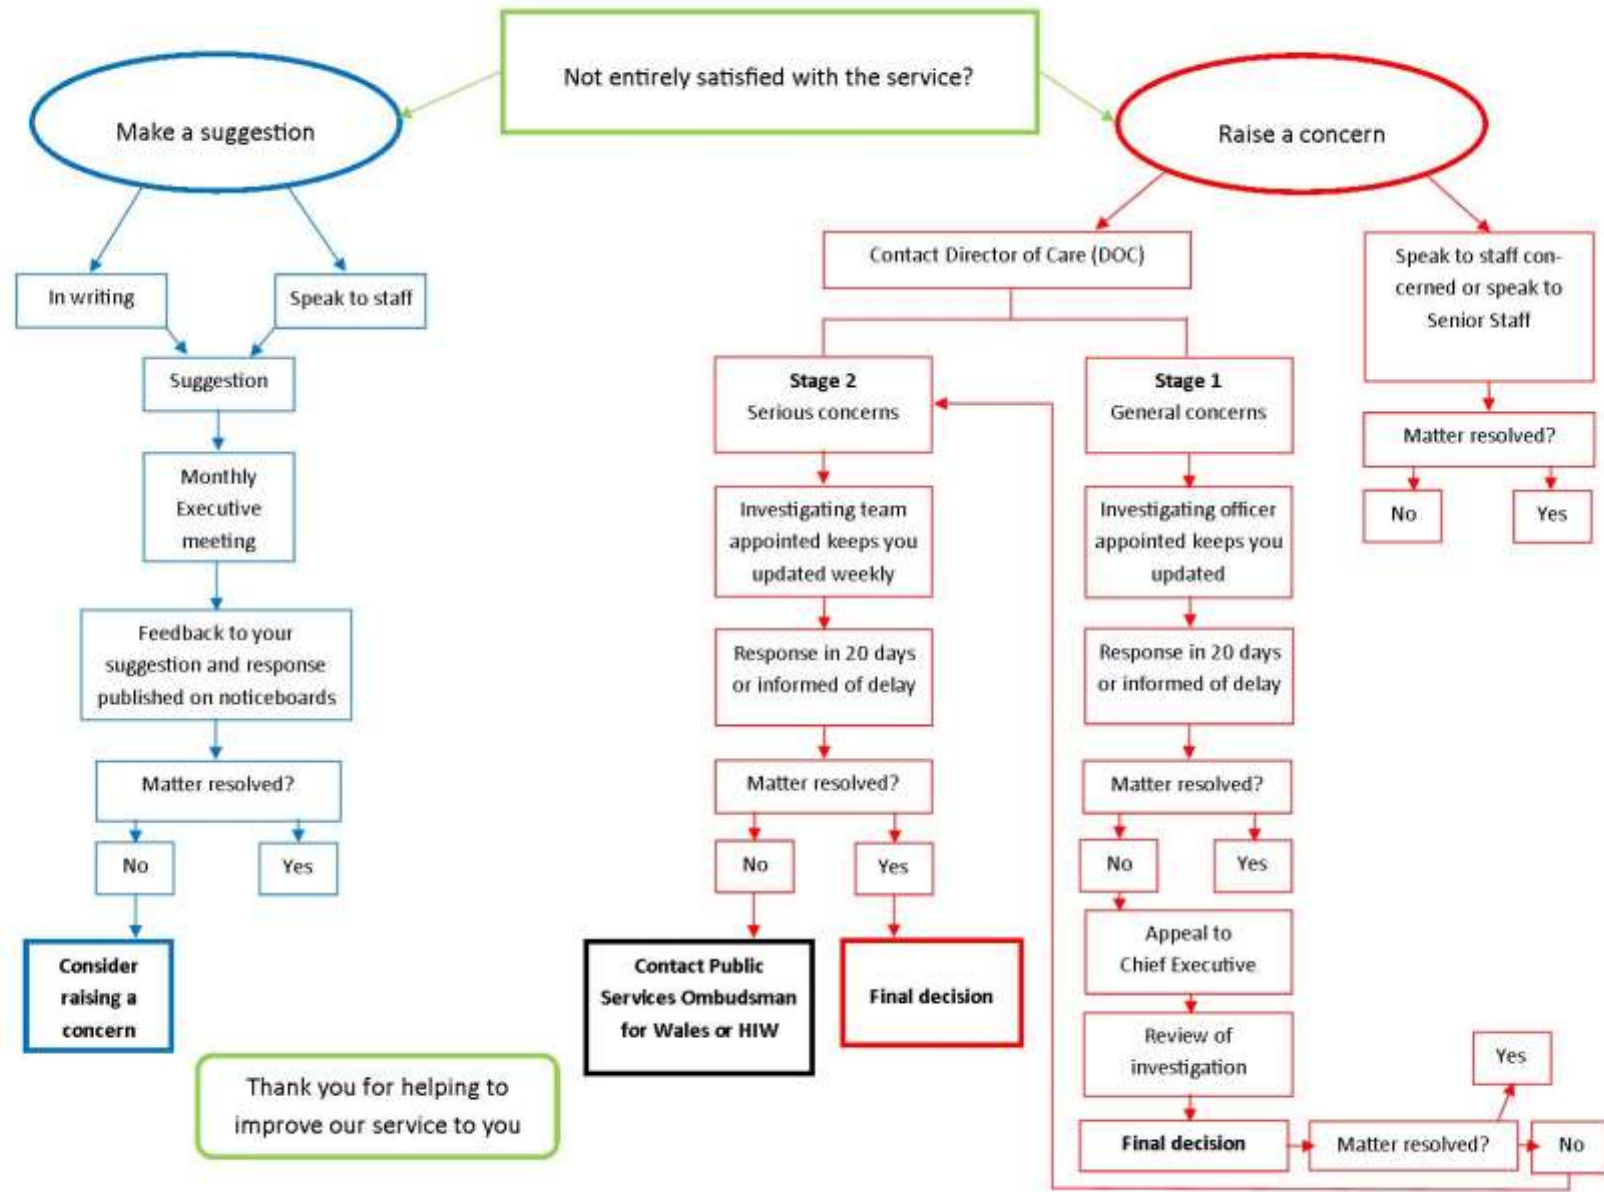 Not entirely satisfied with the service?
Make a suggestion
Raise a concern
In writing
Speak to staff
Suggestion
Monthly
Executive
meeting
Feedback to your
suggestion and response
published on noticeboards
Matter resolved?
No
Yes
Consider
raising a
concern
Thank you for helping to
improve our service to you
Contact Director of Care (DOC)
Stage 2
Serious concerns
Investigating team
appointed keeps you
updated weekly
Response in 20 days
or informed of delay
Matter resolved?
No
Yes
Contact Public
Services Ombudsman
for Wales or HIW
Final decision
Stage 1
General concerns
Investigating officer
appointed keeps you
updated
Response in 20 days
or informed of delay
Matter resolved?
No
Yes
Appeal to
Chief Executive
Review of
investigation
Final decision
Matter resolved?
Yes
No
Speak to staff con-
cerned or speak to
Senior Staff
Matter resolved?
No
Yes